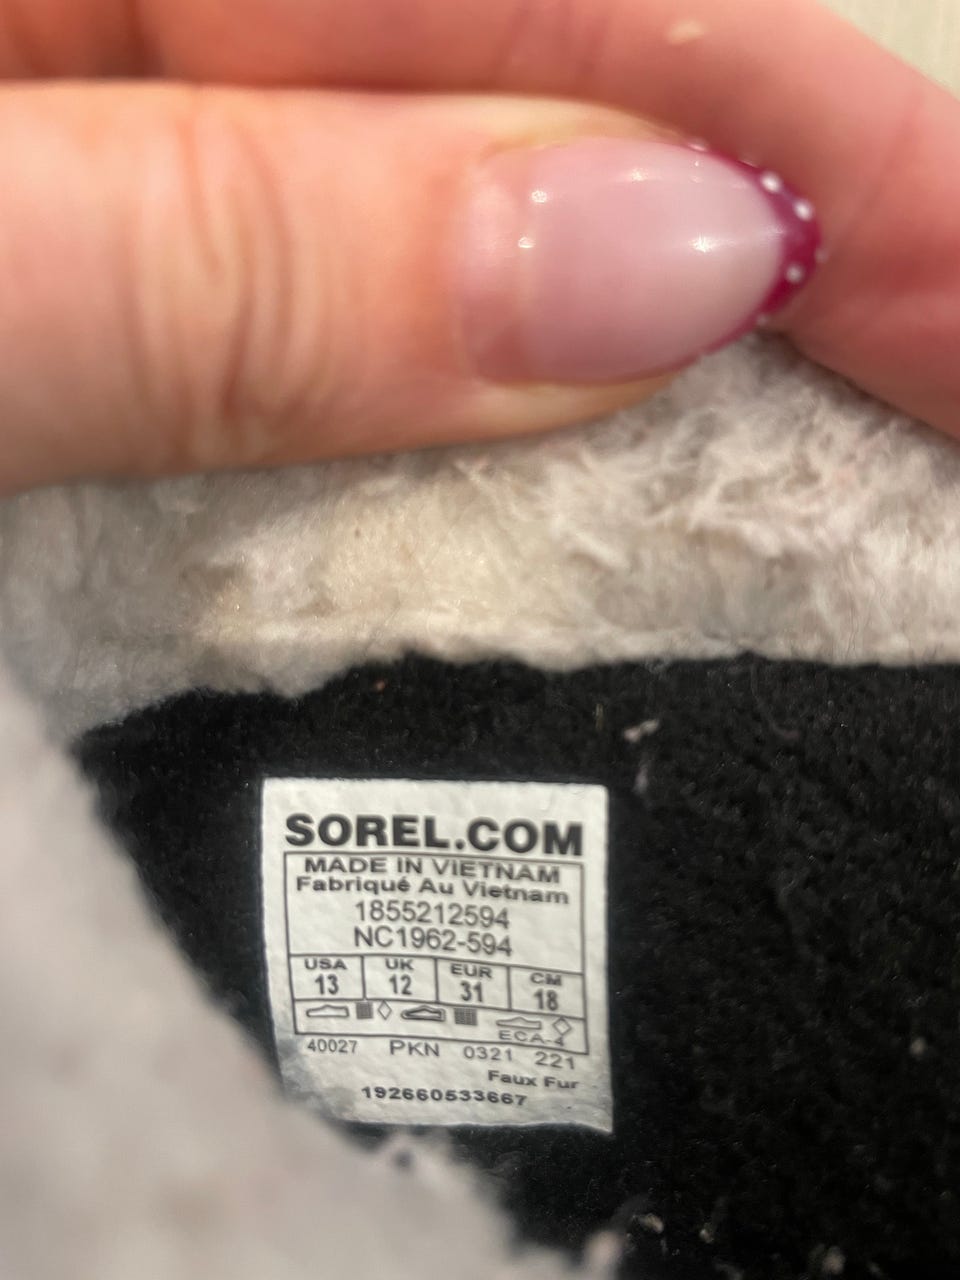 SOREL.COM
MADE IN VIETNAM
Fabriqué Au Vietnam
1855212594
NC1962-594
USA UK EUR CM
13 12 31 18
ECA-4
40027 PKN 0321 221
Faux Fur
192660533667